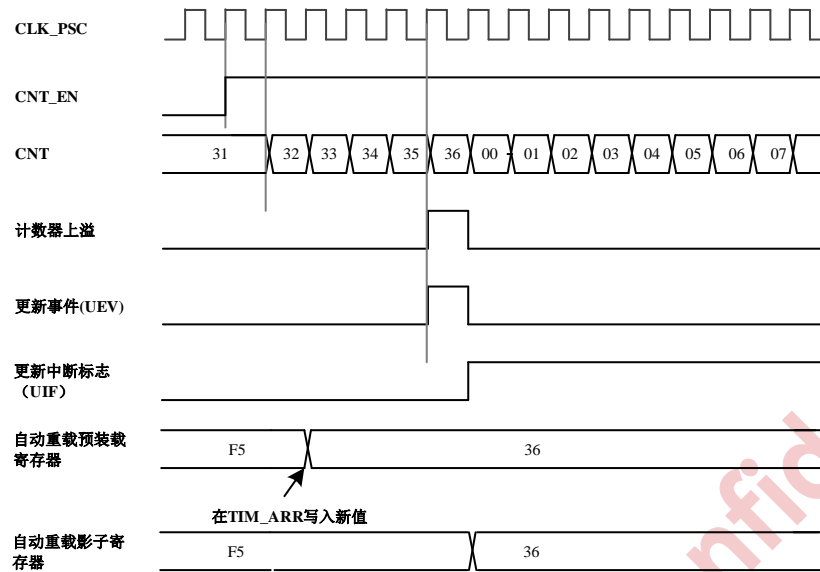 CLK_PSC
CNT_EN
CNT
31 32 33 34 35 36 00 01 02 03 04 05 06 07
计数器上溢
更新事件(UEV)
更新中断标志
（UIF）
自动重载预装载
寄存器
F5 36
在TIM_ARR写入新值
自动重载影子寄
存器
F5 36
nfid